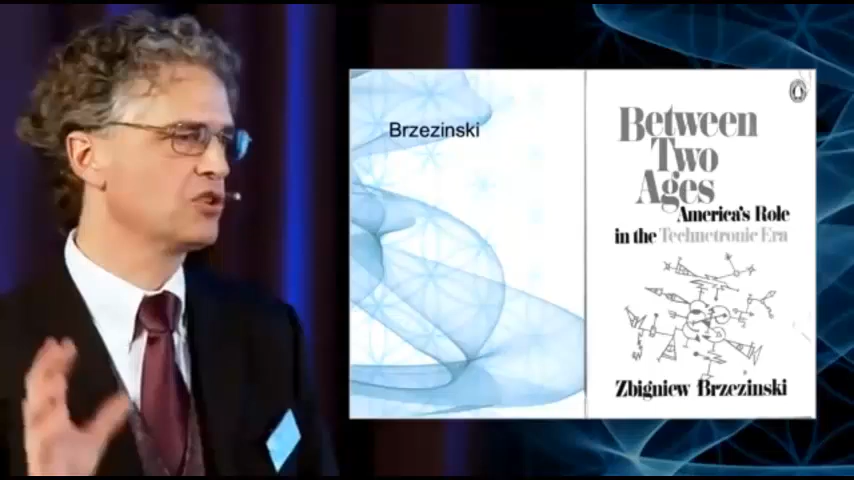 Brzezinski
Between
Two
Ages
America's Role
in the Technetronic Era
Zbigniew Brzezinski